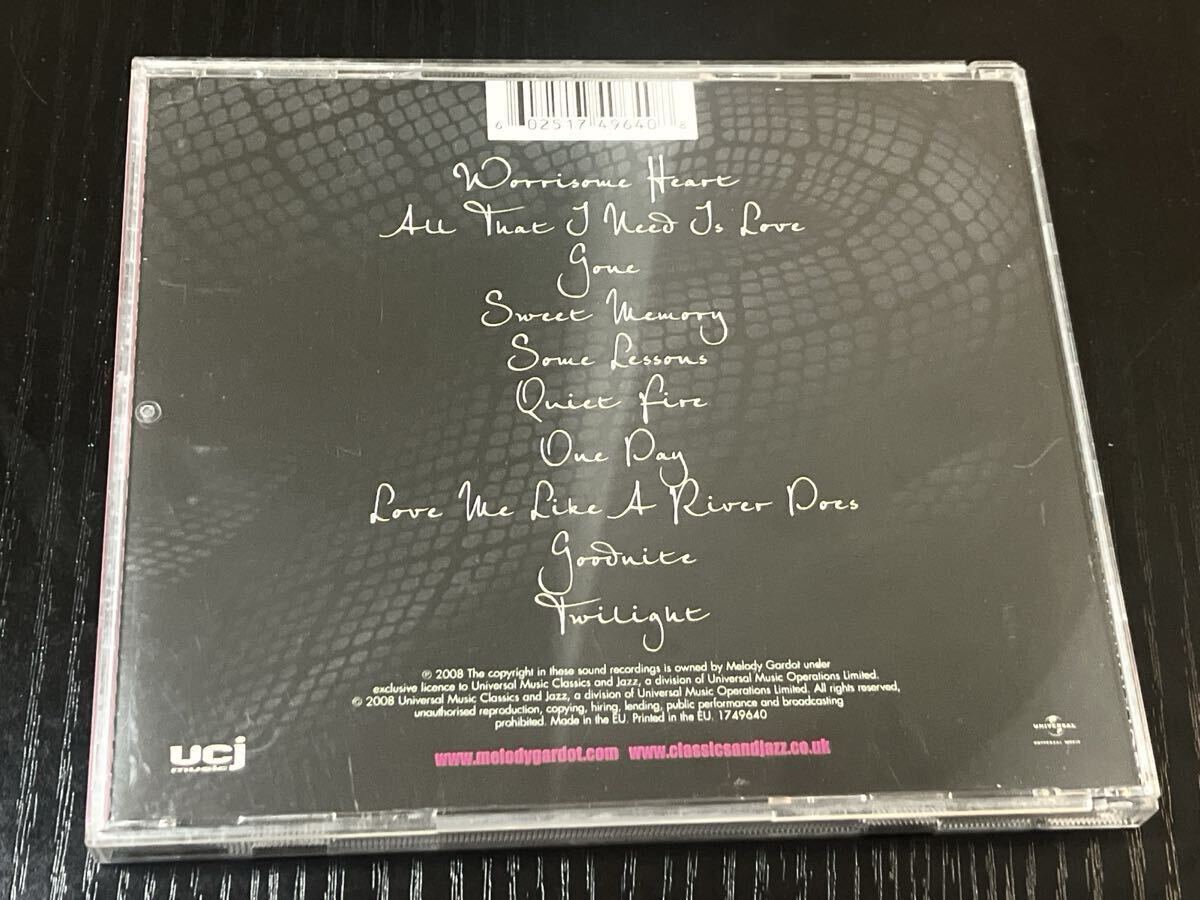 6 02517 49640 8
Worrisome Heart
All That I Need Is Love
Gone
Sweet Memory
Some Lessons
Quiet Fire
One Day
Love Me Like A River Does
Goodnite
Twilight
℗ 2008 The copyright in these sound recordings is owned by Melody Gardot under
exclusive licence to Universal Music Classics and Jazz, a division of Universal Music Operations Limited.
© 2008 Universal Music Classics and Jazz, a division of Universal Music Operations Limited. All rights reserved,
unauthorised reproduction, copying, hiring, lending, public performance and broadcasting
prohibited. Made in the EU. Printed in the EU. 1749640
www.melodygardot.com www.classicsandjazz.co.uk
ucj
music
UNIVERSAL
UNIVERSAL MUSIC